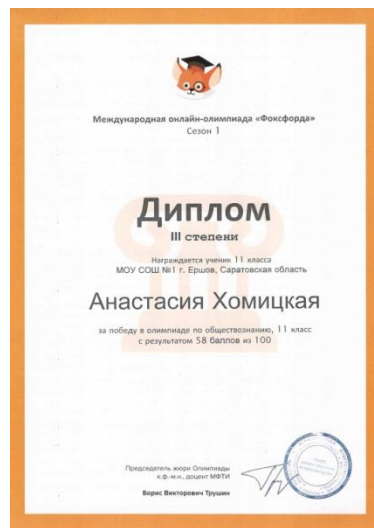 Международная онлайн-олимпиада «Фоксфорда»
Сезон 1
Диплом
III степени
Награждается ученик 11 класса
МОУ СОШ №1 г. Ершов, Саратовская область
Анастасия Хомицкая
за победу в олимпиаде по обществознанию, 11 класс
с результатом 58 баллов из 100
Председатель жюри Олимпиады
к.ф.-м.н., доцент МФТИ
Борис Викторович Трушин